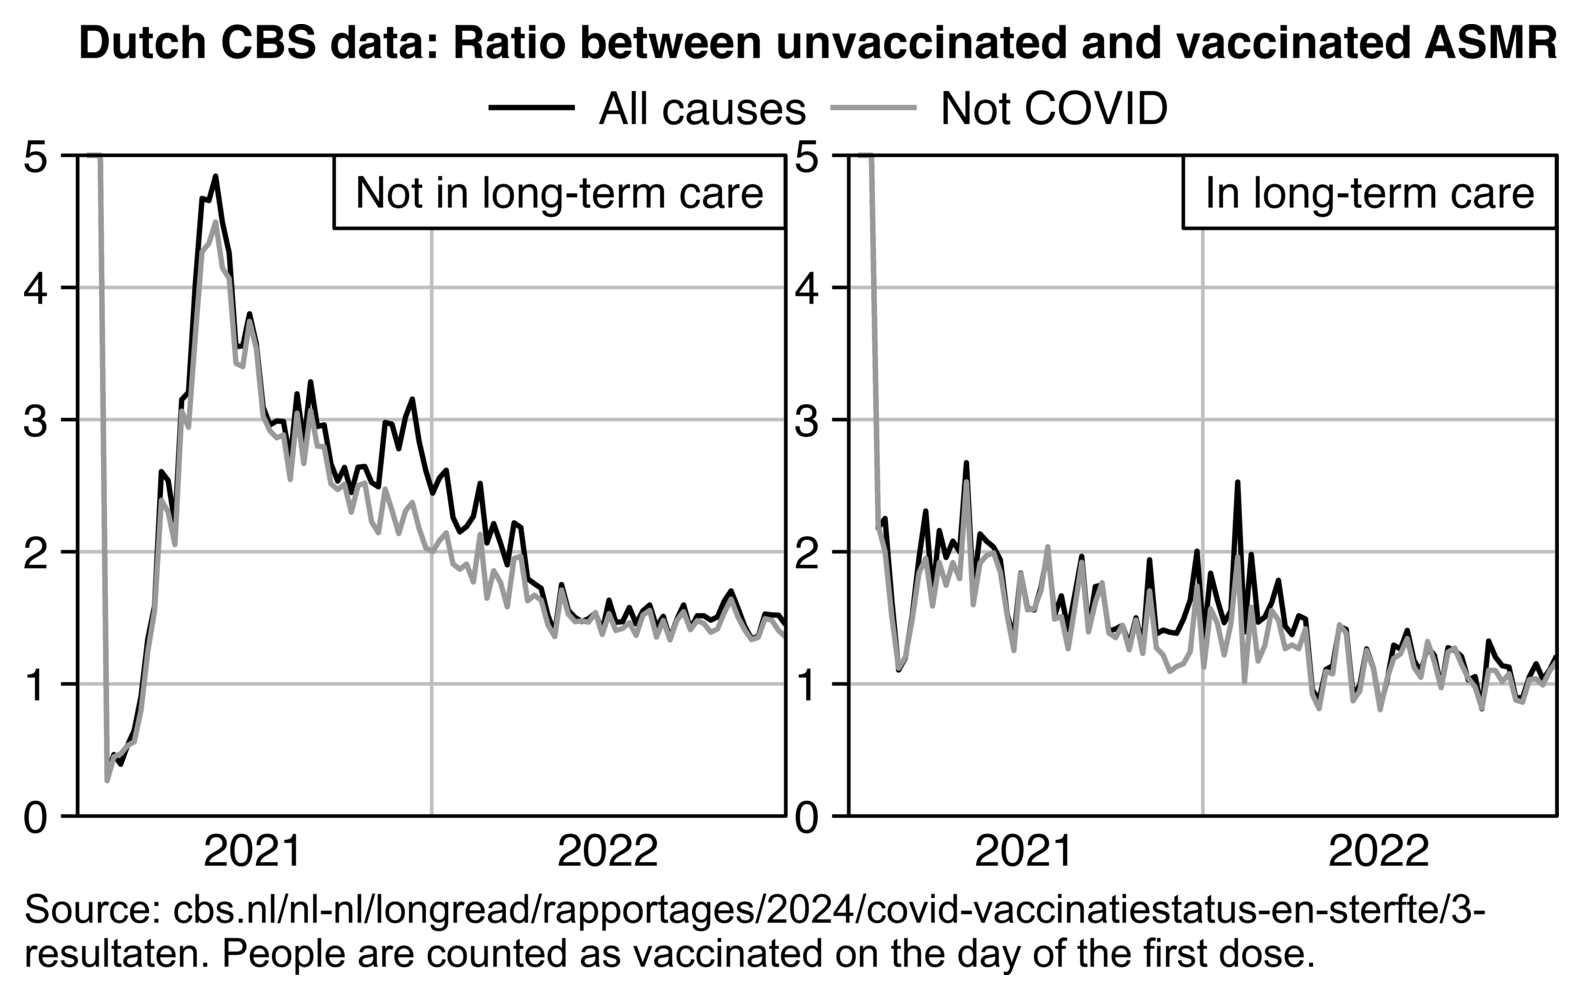 Dutch CBS data: Ratio between unvaccinated and vaccinated ASMR
All causes Not COVID
Not in long-term care
In long-term care
5
4
3
2
1
0
5
4
3
2
1
0
2021 2022
2021 2022
Source: cbs.nl/nl-nl/longread/rapportages/2024/covid-vaccinatiestatus-en-sterfte/3-
resultaten. People are counted as vaccinated on the day of the first dose.